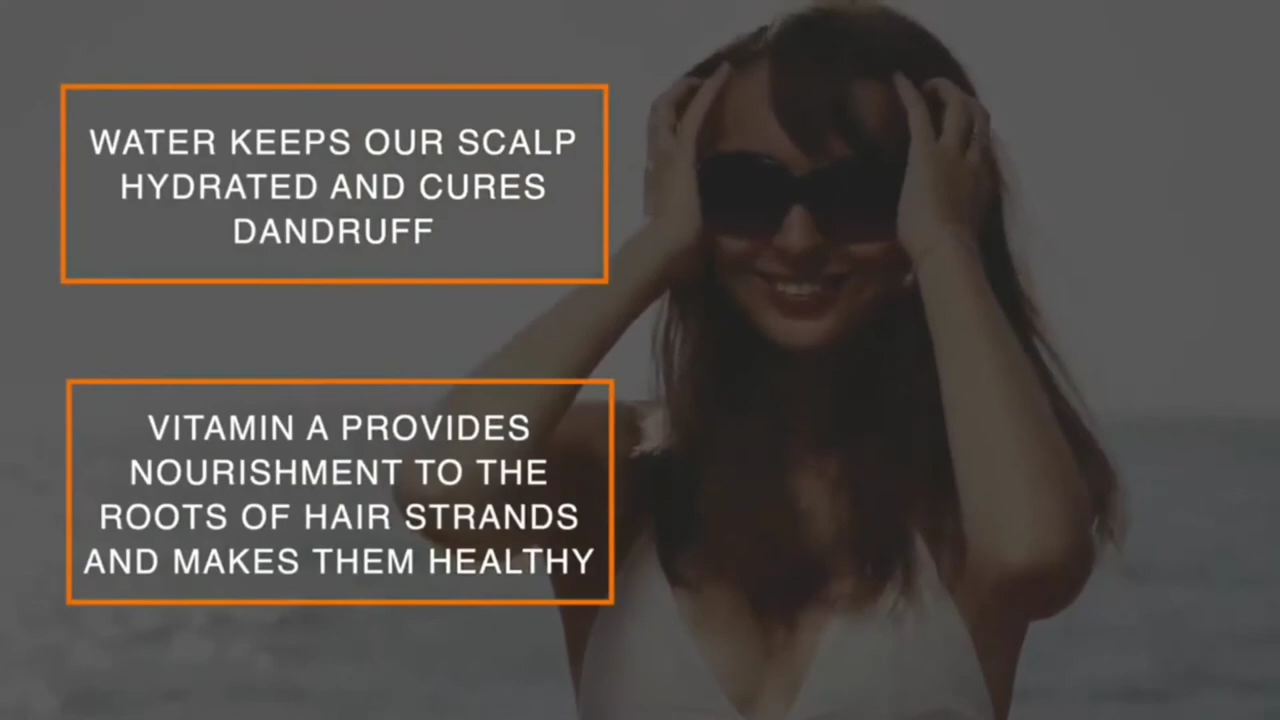 WATER KEEPS OUR SCALP
HYDRATED AND CURES
DANDRUFF
VITAMIN A PROVIDES
NOURISHMENT TO THE
ROOTS OF HAIR STRANDS
AND MAKES THEM HEALTHY